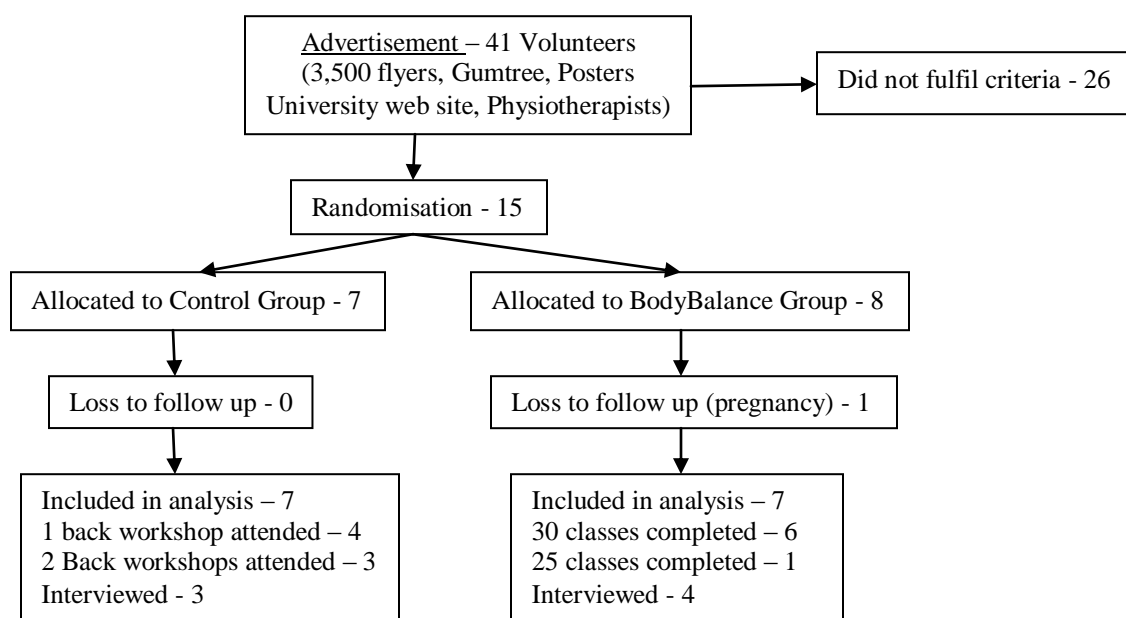 Advertisement – 41 Volunteers
(3,500 flyers, Gumtree, Posters
University web site, Physiotherapists)
Did not fulfil criteria - 26
Randomisation - 15
Allocated to Control Group - 7
Allocated to BodyBalance Group - 8
Loss to follow up - 0
Loss to follow up (pregnancy) - 1
Included in analysis – 7
1 back workshop attended – 4
2 Back workshops attended – 3
Interviewed - 3
Included in analysis – 7
30 classes completed – 6
25 classes completed – 1
Interviewed - 4